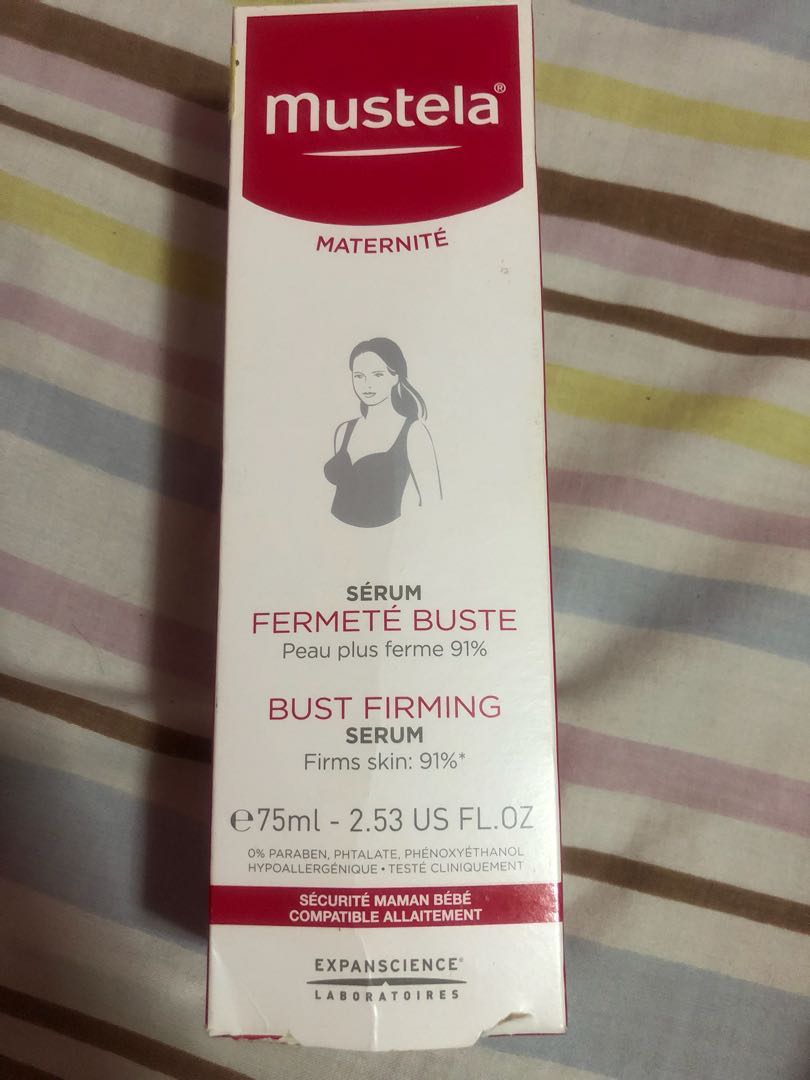 mustela®
MATERNITÉ
SÉRUM
FERMETÉ BUSTE
Peau plus ferme 91%
BUST FIRMING
SERUM
Firms skin: 91%*
℮75ml - 2.53 US FL.OZ
0% PARABEN, PHTALATE, PHÉNOXYÉTHANOL
HYPOALLERGÉNIQUE • TESTÉ CLINIQUEMENT
SÉCURITÉ MAMAN BÉBÉ
COMPATIBLE ALLAITEMENT
EXPANSCIENCE®
LABORATOIRES